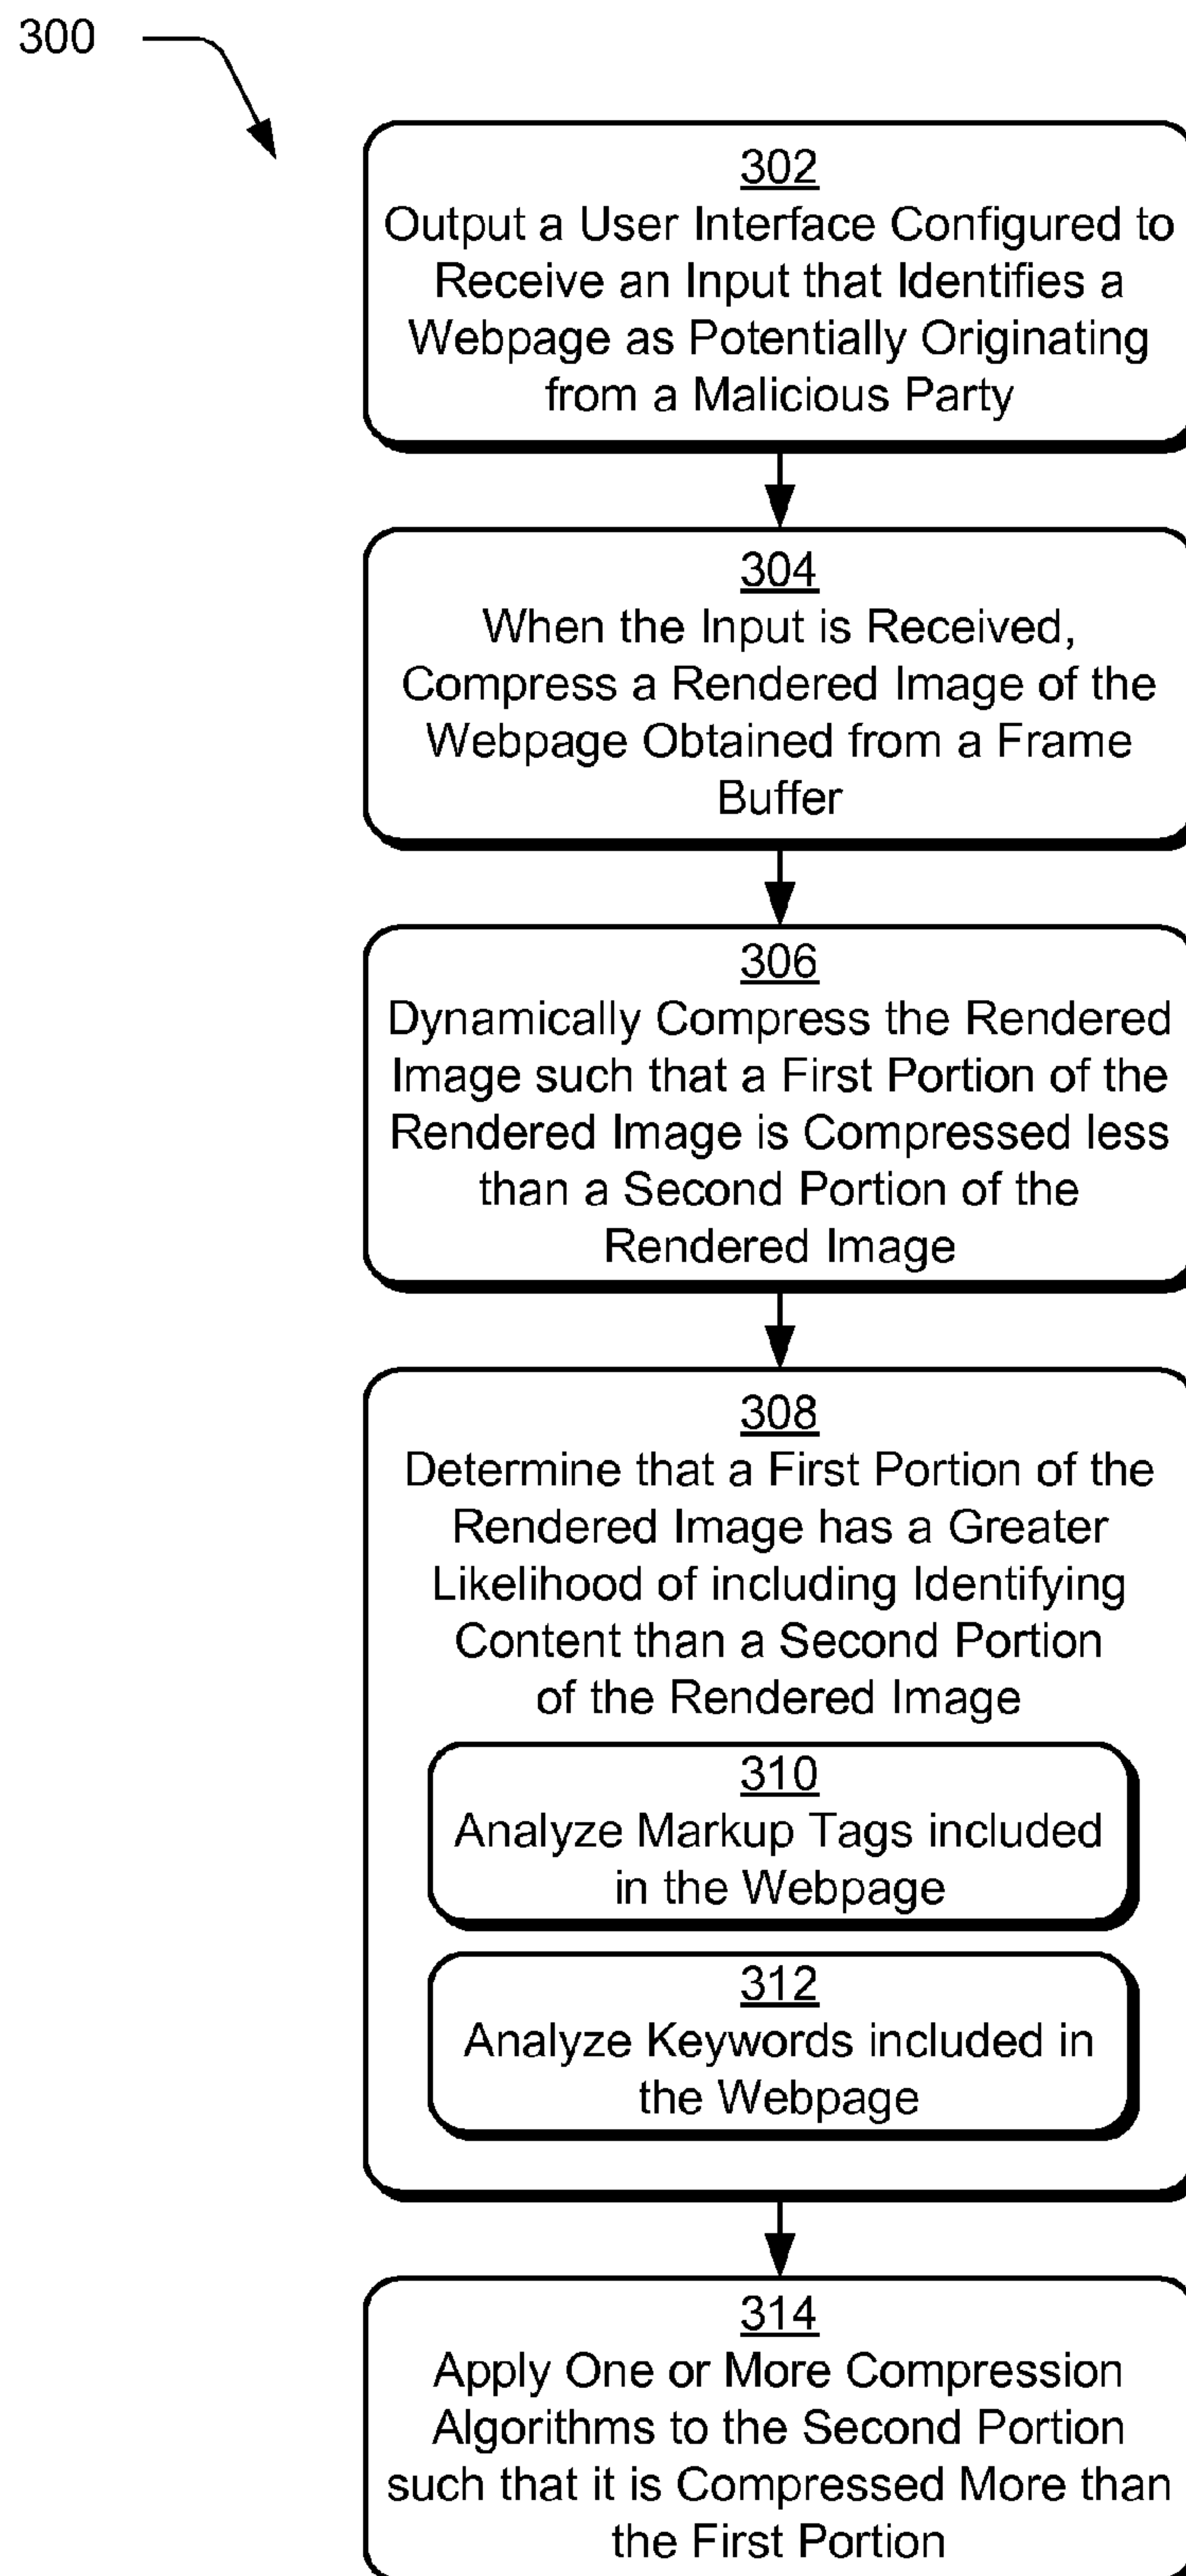 300
302
Output a User Interface Configured to
Receive an Input that Identifies a
Webpage as Potentially Originating
from a Malicious Party
304
When the Input is Received,
Compress a Rendered Image of the
Webpage Obtained from a Frame
Buffer
306
Dynamically Compress the Rendered
Image such that a First Portion of the
Rendered Image is Compressed less
than a Second Portion of the
Rendered Image
308
Determine that a First Portion of the
Rendered Image has a Greater
Likelihood of including Identifying
Content than a Second Portion
of the Rendered Image
310
Analyze Markup Tags included
in the Webpage
312
Analyze Keywords included in
the Webpage
314
Apply One or More Compression
Algorithms to the Second Portion
such that it is Compressed More than
the First Portion